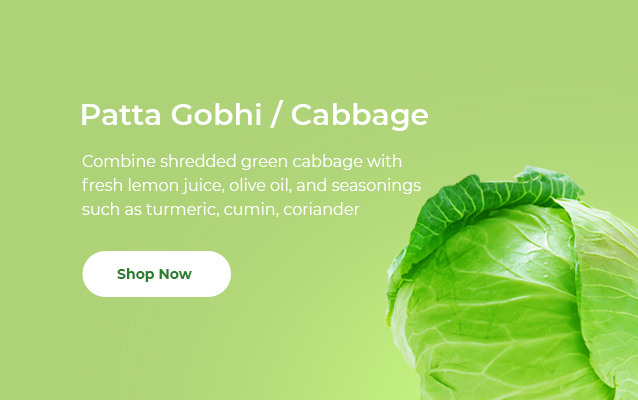 Patta Gobhi / Cabbage
Combine shredded green cabbage with
fresh lemon juice, olive oil, and seasonings
such as turmeric, cumin, coriander
Shop Now